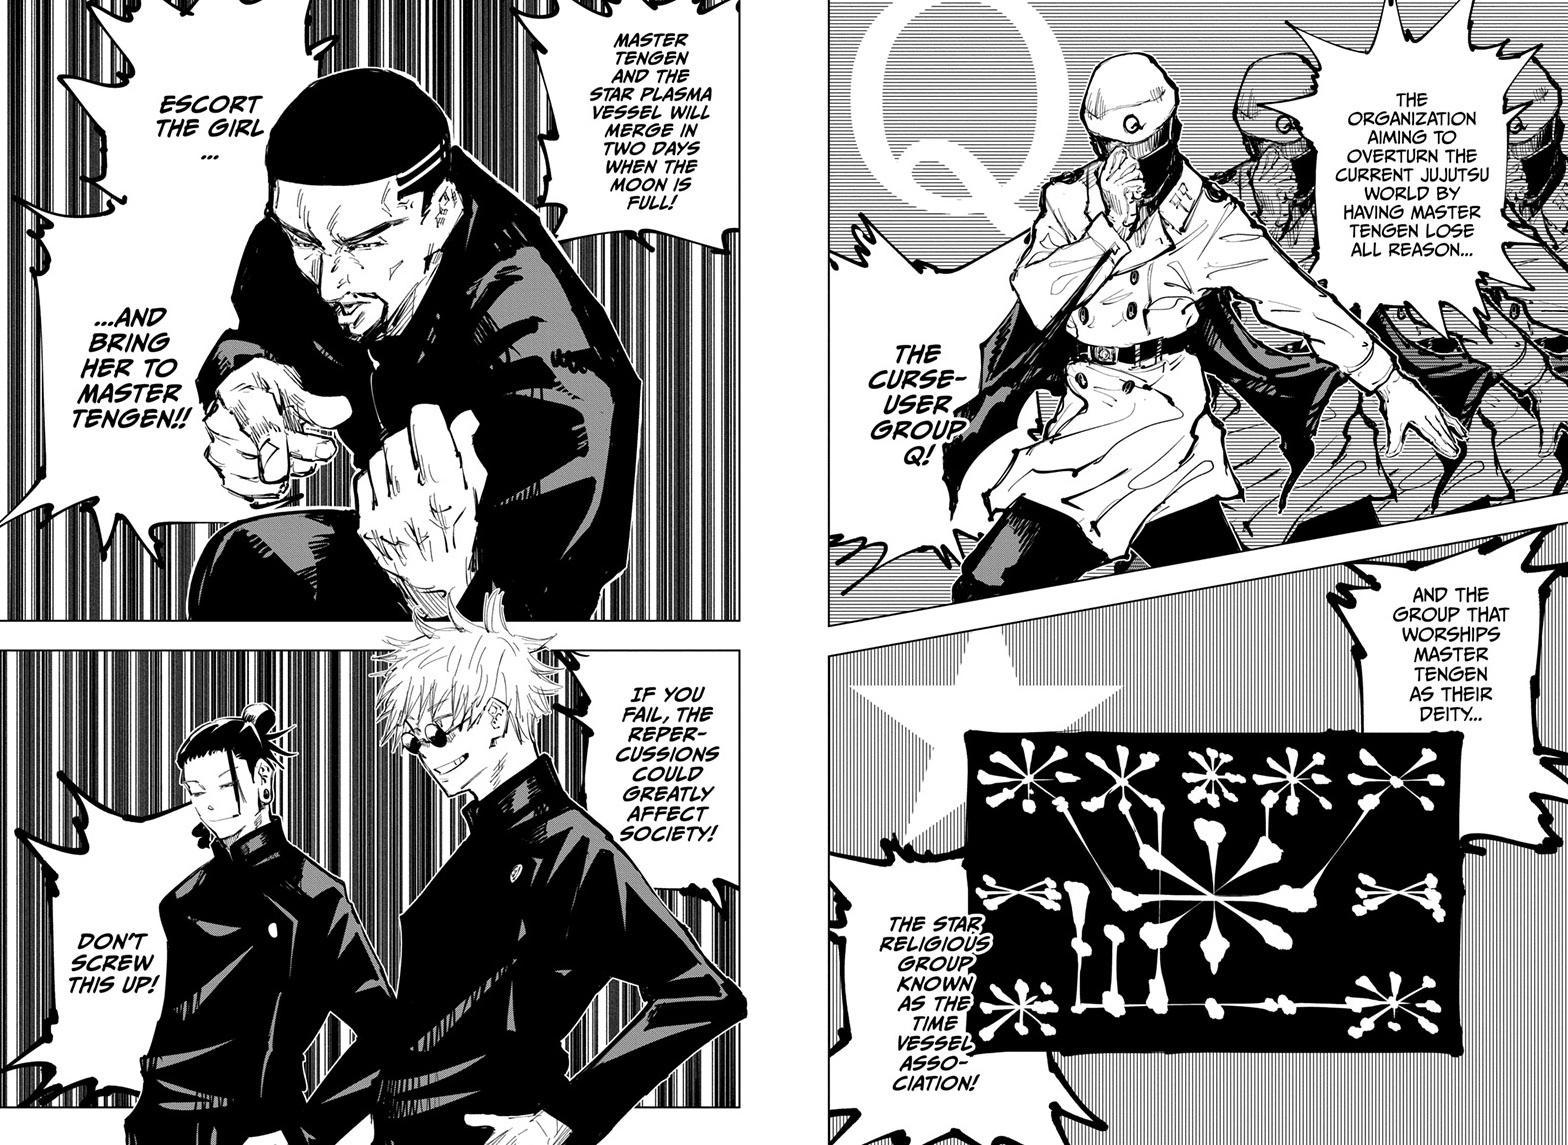 THE
ORGANIZATION
AIMING TO
OVERTURN THE
CURRENT JUJUTSU
WORLD BY
HAVING MASTER
TENGEN LOSE
ALL REASON...
Q
Q
Q
THE
CURSE-
USER
GROUP
Q!
AND THE
GROUP THAT
WORSHIPS
MASTER
TENGEN
AS THEIR
DEITY...
THE STAR
RELIGIOUS
GROUP
KNOWN
AS THE
TIME
VESSEL
ASSO-
CIATION!
MASTER
TENGEN
AND THE
STAR PLASMA
VESSEL WILL
MERGE IN
TWO DAYS
WHEN THE
MOON IS
FULL!
ESCORT
THE GIRL
...
...AND
BRING
HER TO
MASTER
TENGEN!!
IF YOU
FAIL, THE
REPER-
CUSSIONS
COULD
GREATLY
AFFECT
SOCIETY!
DON'T
SCREW
THIS UP!